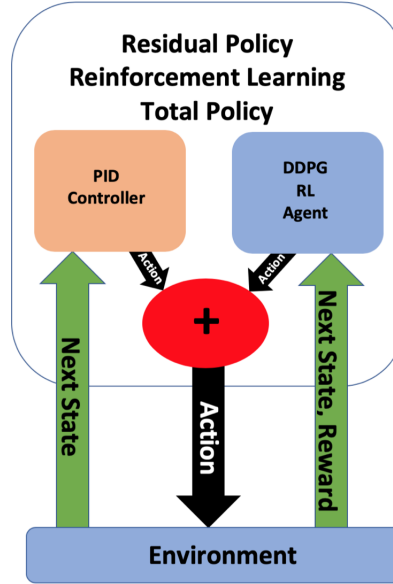 Residual Policy
Reinforcement Learning
Total Policy
PID
Controller
DDPG
RL
Agent
Action
Action
+
Next State
Action
Next State, Reward
Environment